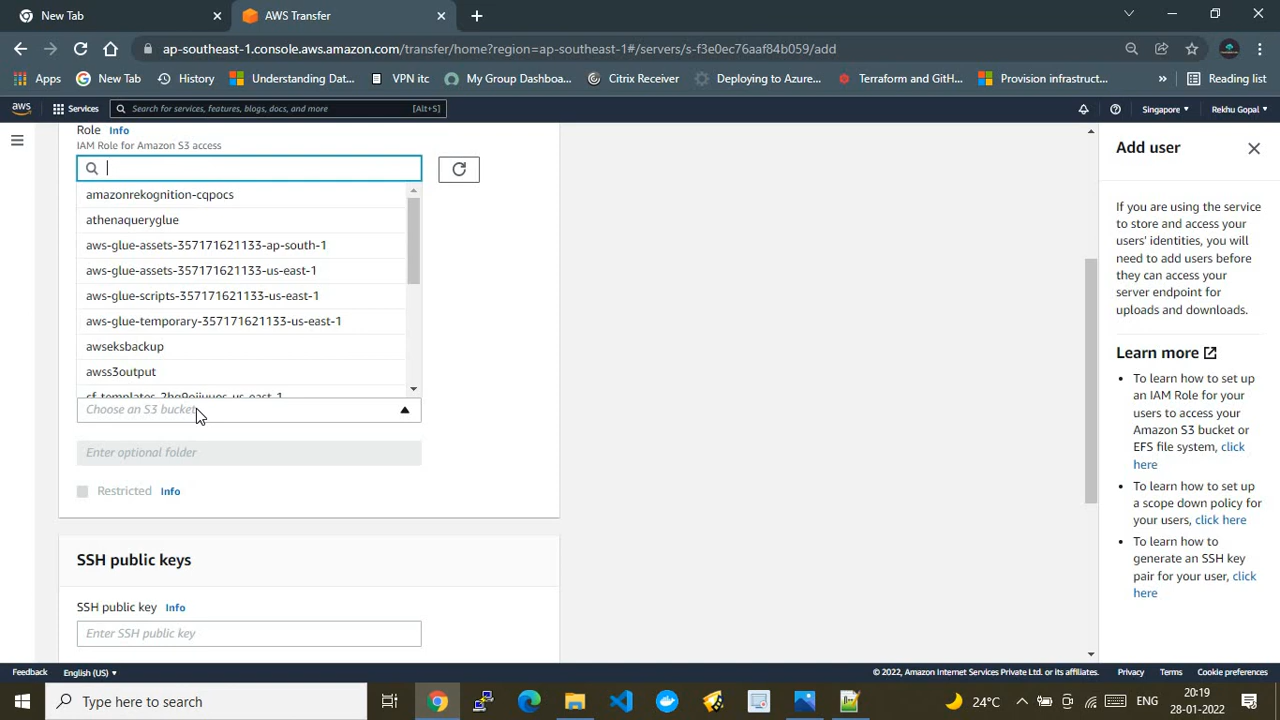 New Tab
AWS Transfer
ap-southeast-1.console.aws.amazon.com/transfer/home?region=ap-southeast-1#/servers/s-f3e0ec76aaf84b059/add
Apps
New Tab
History
Understanding Dat...
VPN itc
My Group Dashboa...
Citrix Receiver
Deploying to Azure...
Terraform and GitH...
Provision infrastruct...
»
Reading list
aws
Services
Search for services, features, blogs, docs, and more
[Alt+S]
Singapore
Rekhu Gopal
Role Info
IAM Role for Amazon S3 access
amazonrekognition-cqpocs
athenaqueryglue
aws-glue-assets-357171621133-ap-south-1
aws-glue-assets-357171621133-us-east-1
aws-glue-scripts-357171621133-us-east-1
aws-glue-temporary-357171621133-us-east-1
awseksbackup
awss3output
Choose an S3 bucket
Enter optional folder
Restricted Info
SSH public keys
SSH public key Info
Enter SSH public key
Add user
If you are using the service
to store and access your
users' identities, you will
need to add users before
they can access your
server endpoint for
uploads and downloads.
Learn more
• To learn how to set up
an IAM Role for your
users to access your
Amazon S3 bucket or
EFS file system, click
here
• To learn how to set up
a scope down policy for
your users, click here
• To learn how to
generate an SSH key
pair for your user, click
here
Feedback
English (US)
© 2022, Amazon Internet Services Private Ltd. or its affiliates.
Privacy
Terms
Cookie preferences
Type here to search
24°C
ENG
20:19
28-01-2022